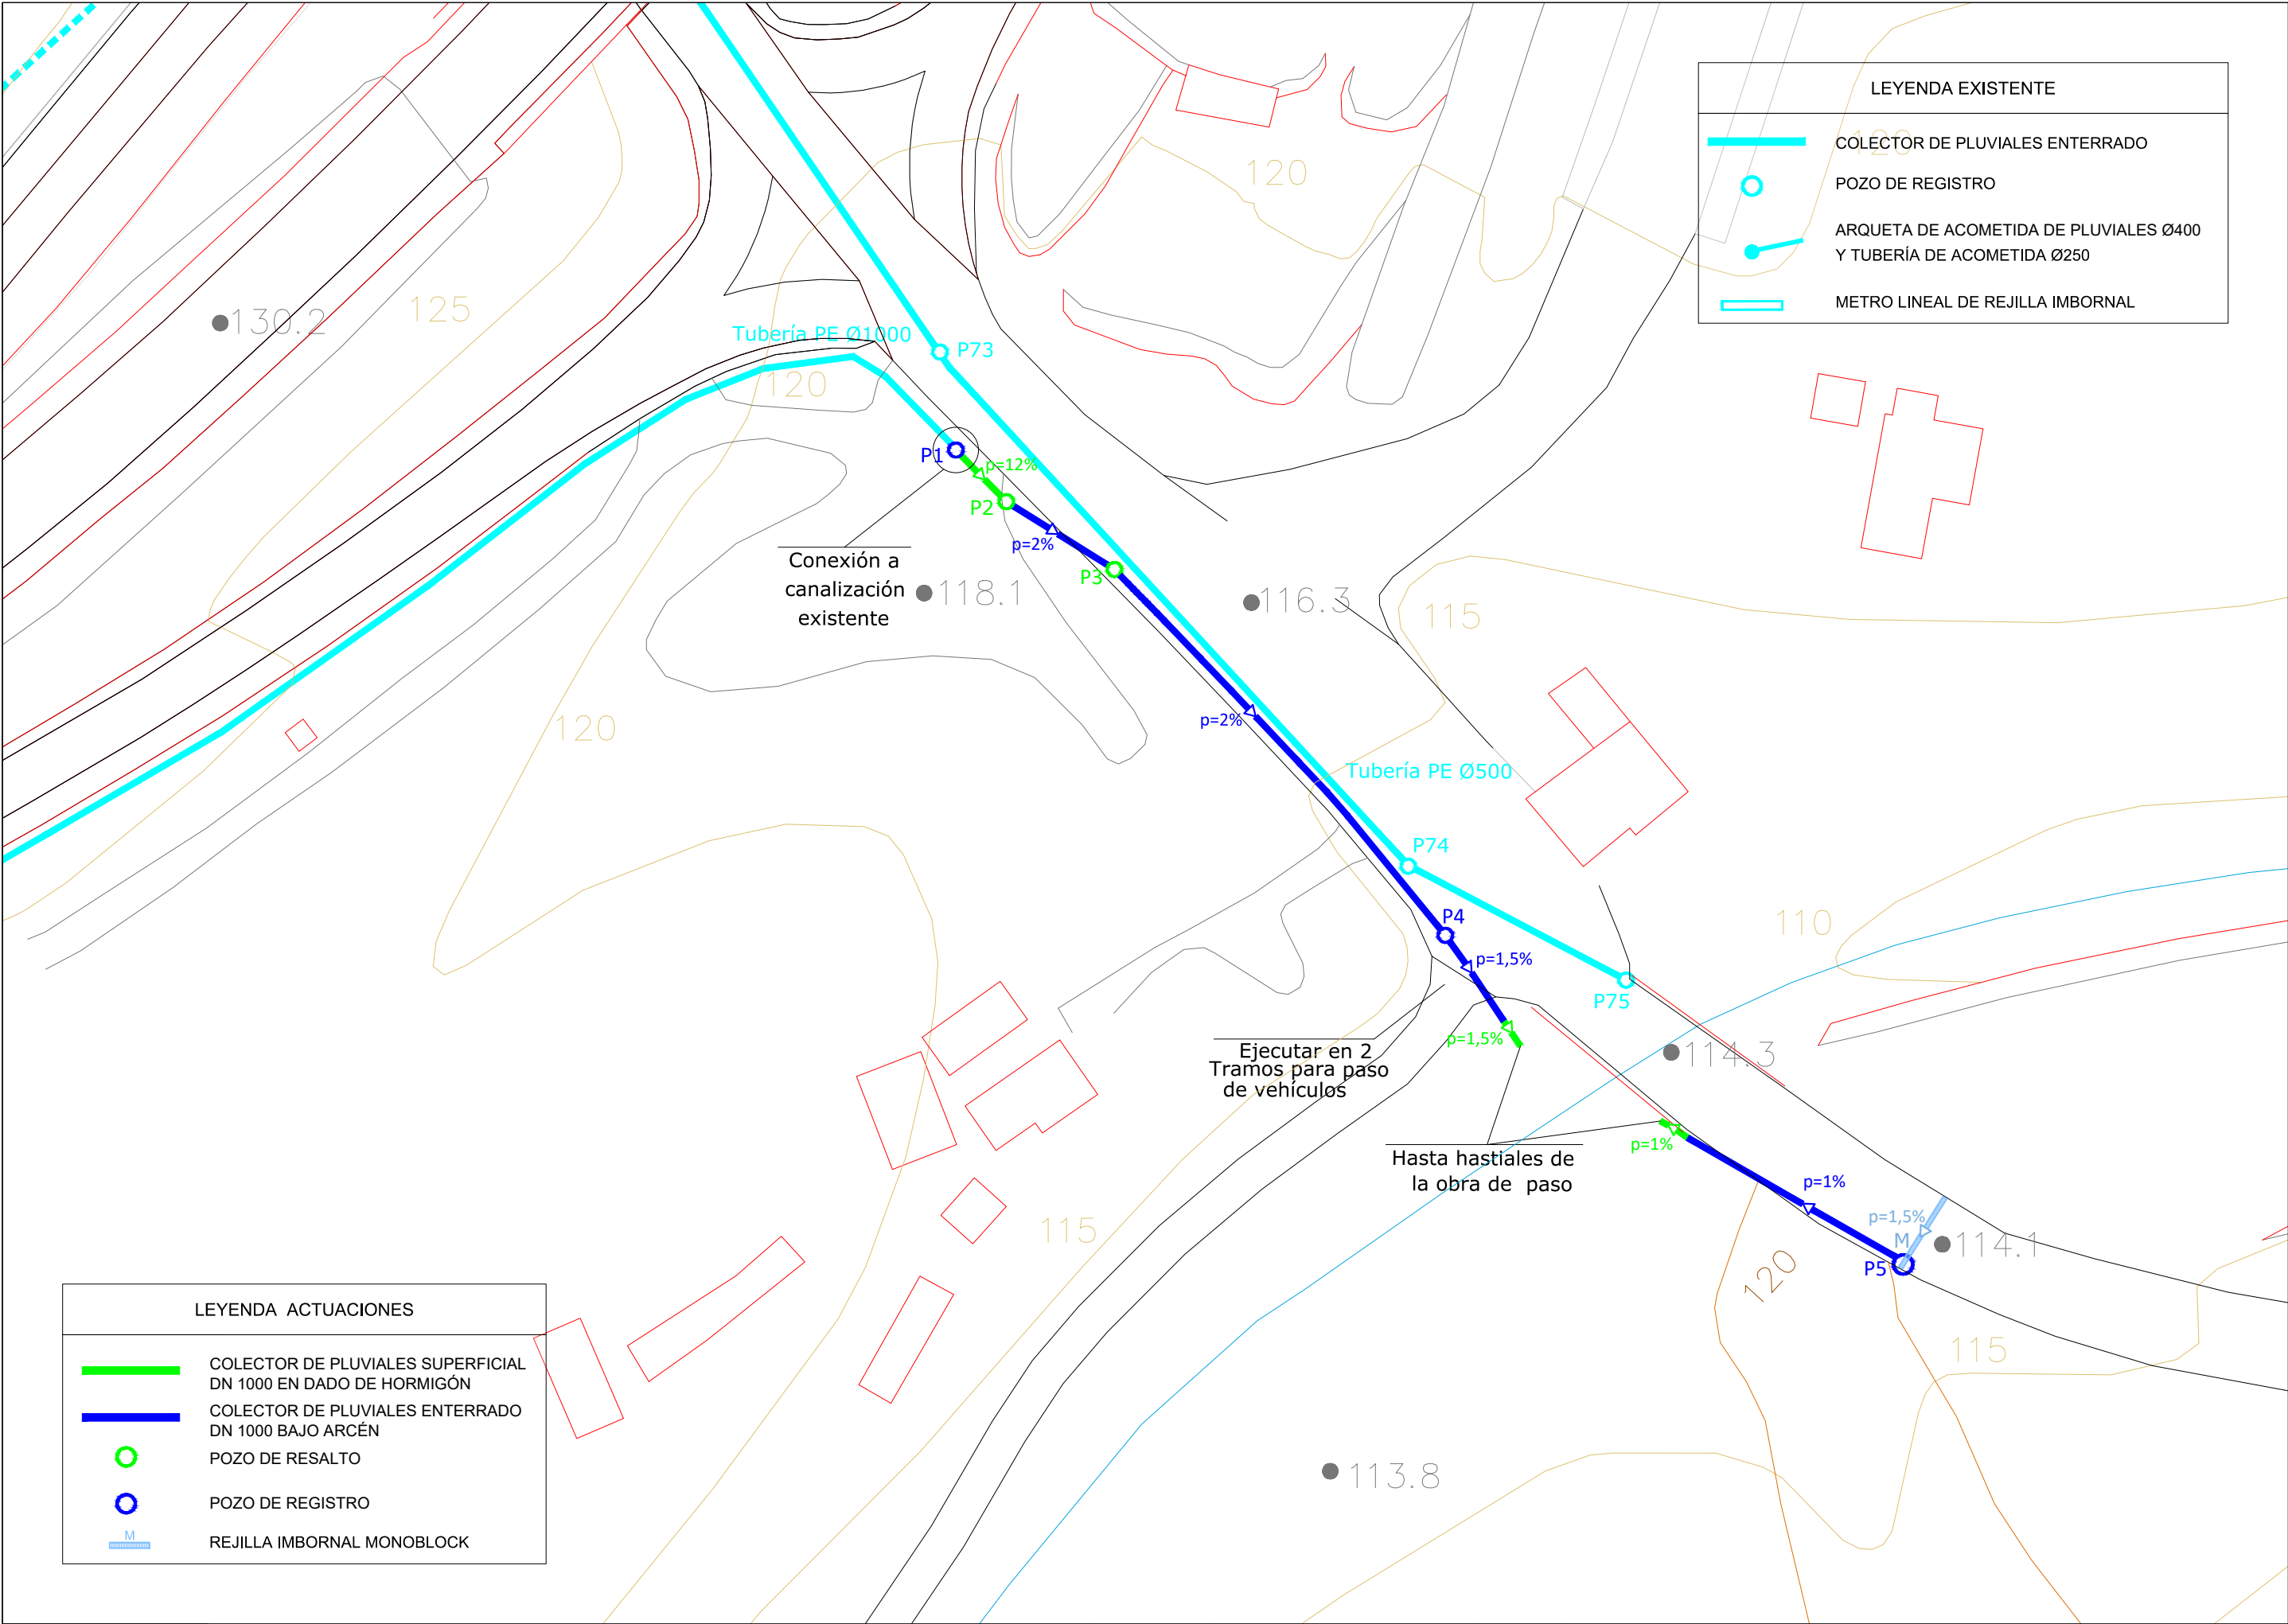 LEYENDA EXISTENTE
COLECTOR DE PLUVIALES ENTERRADO
120
POZO DE REGISTRO
ARQUETA DE ACOMETIDA DE PLUVIALES Ø400
Y TUBERÍA DE ACOMETIDA Ø250
METRO LINEAL DE REJILLA IMBORNAL
120
125
130.2
Tubería PE Ø1000
P73
120
P1
p=12%
P2
p=2%
P3
Conexión a
canalización
existente
118.1
116.3
115
120
p=2%
Tubería PE Ø500
P74
P4
110
p=1,5%
P75
p=1,5%
Ejecutar en 2
Tramos para paso
de vehículos
114.3
Hasta hastiales de
la obra de paso
p=1%
p=1%
p=1,5%
M
114.1
P5
115
120
115
113.8
LEYENDA ACTUACIONES
COLECTOR DE PLUVIALES SUPERFICIAL
DN 1000 EN DADO DE HORMIGÓN
COLECTOR DE PLUVIALES ENTERRADO
DN 1000 BAJO ARCÉN
POZO DE RESALTO
POZO DE REGISTRO
M
REJILLA IMBORNAL MONOBLOCK